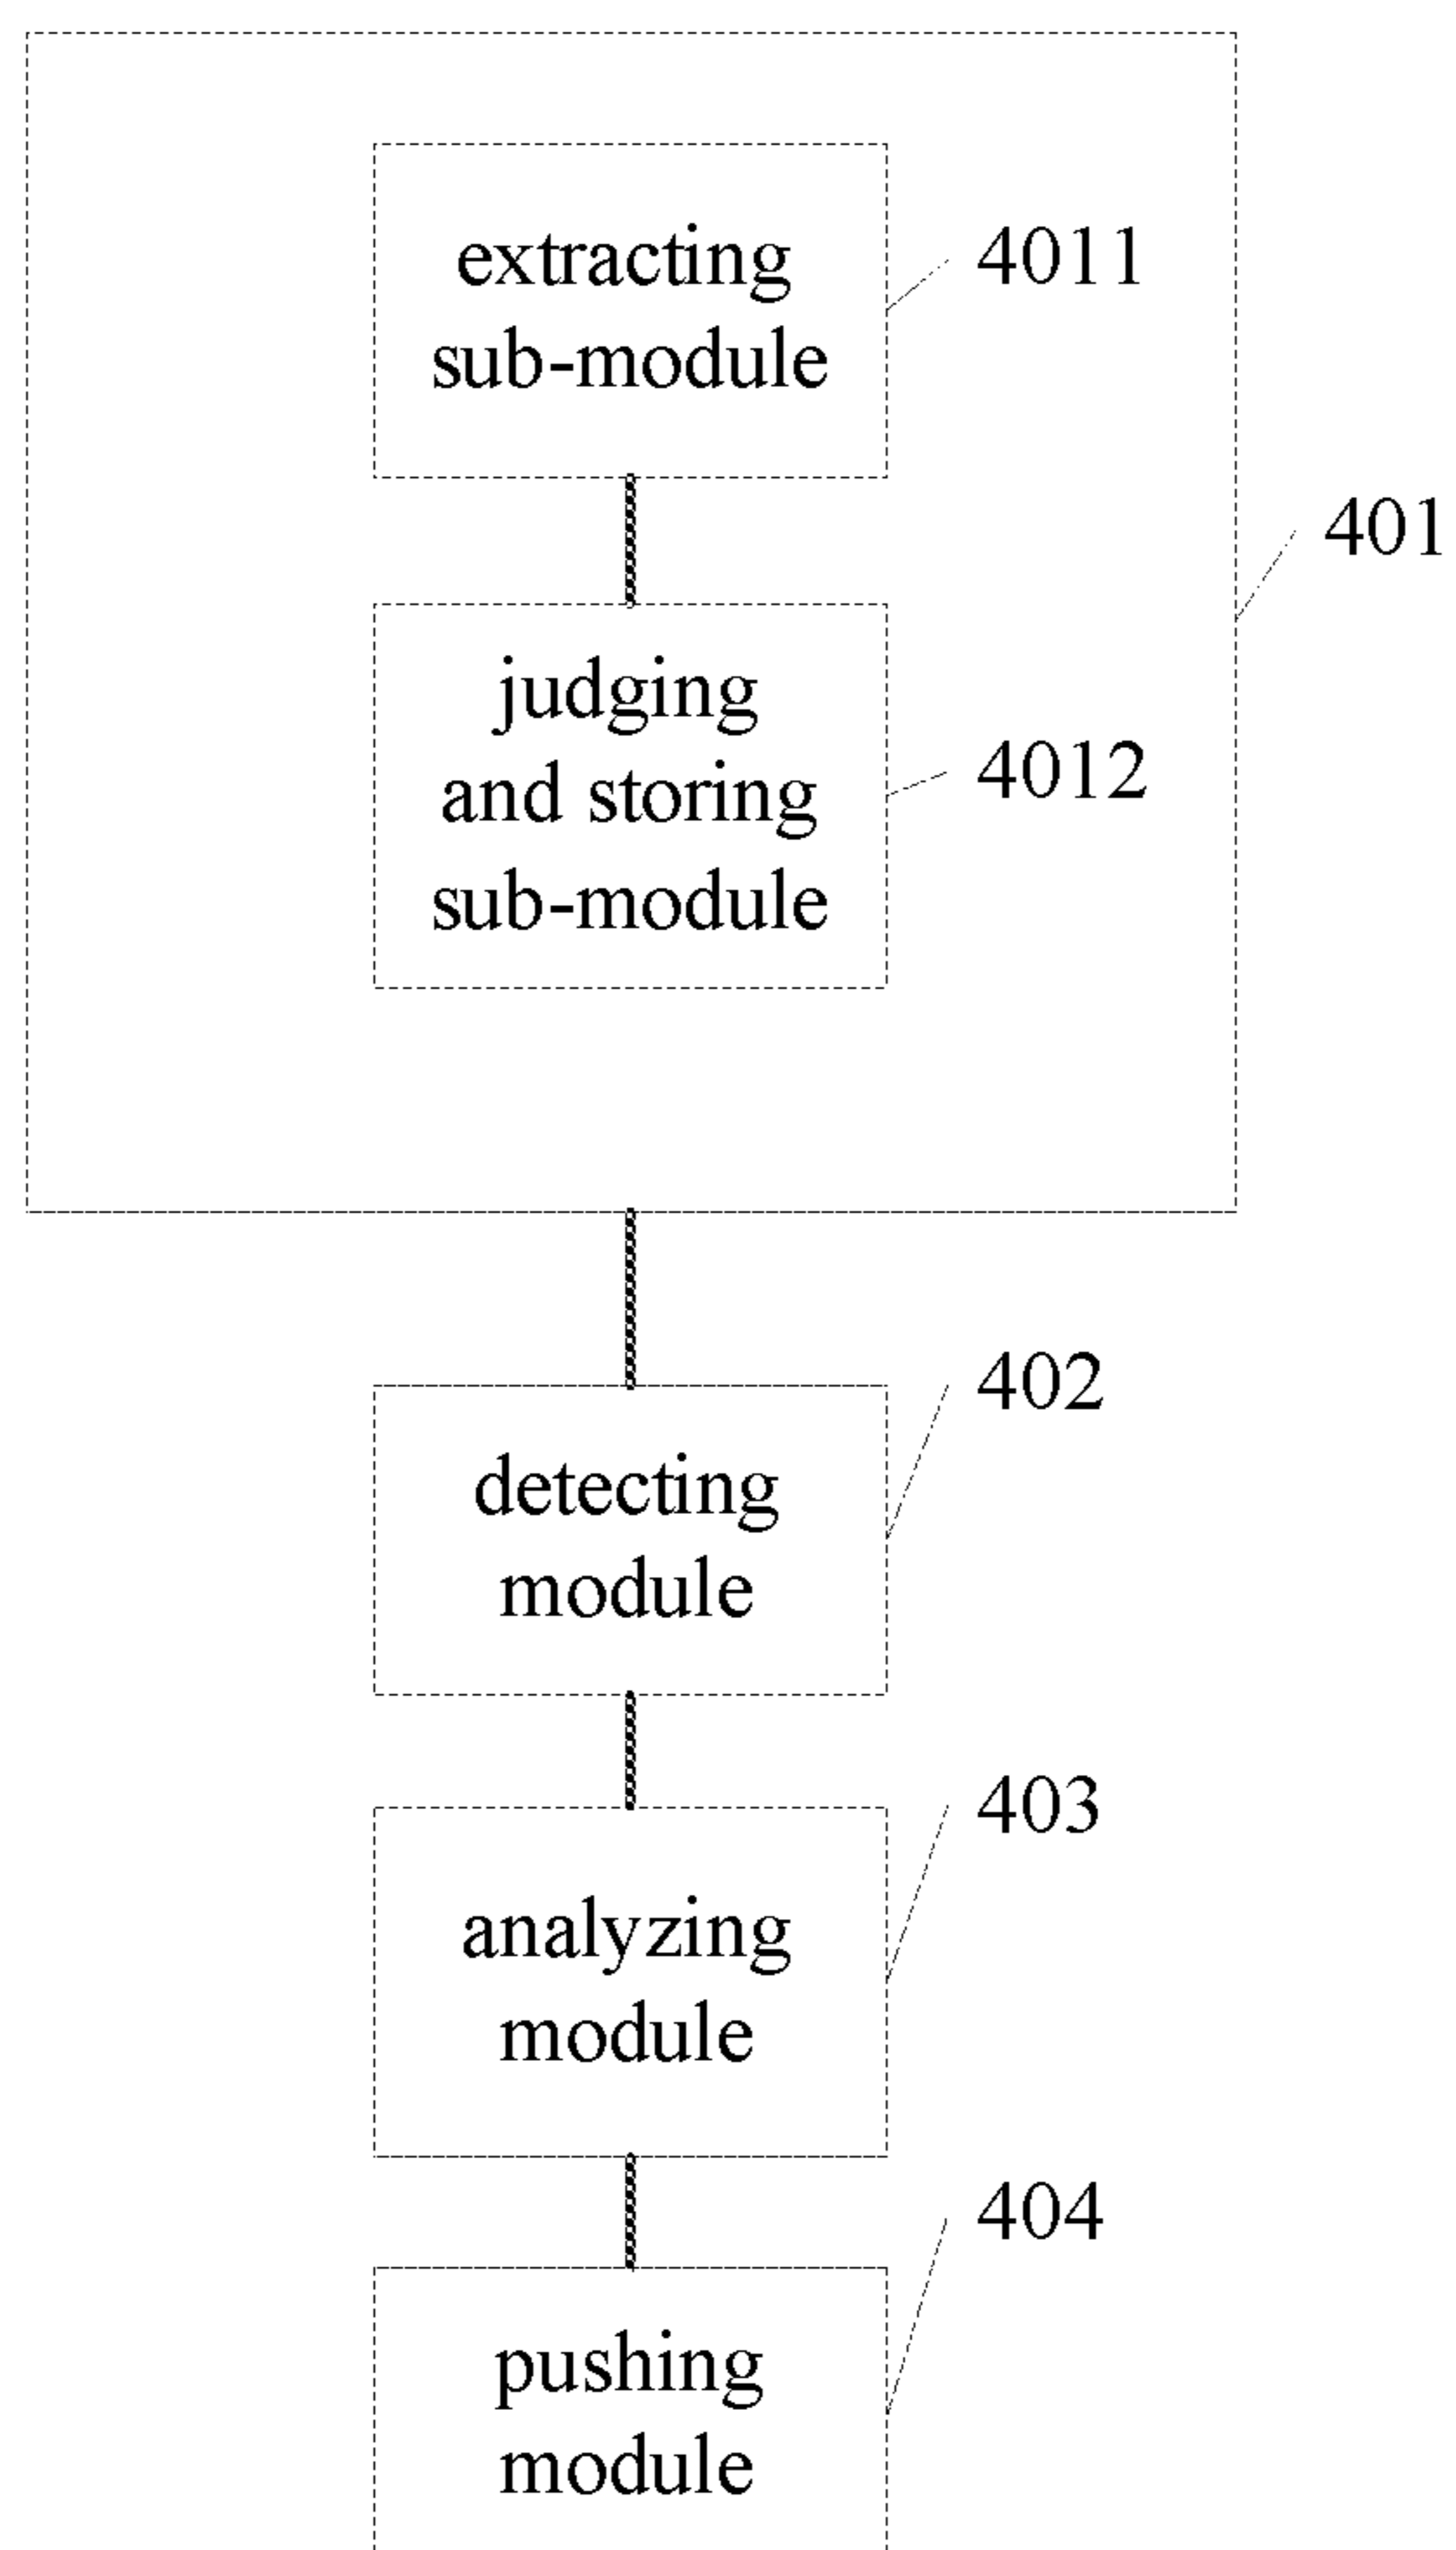 extracting
sub-module
4011
401
judging
and storing
sub-module
4012
402
detecting
module
403
analyzing
module
404
pushing
module